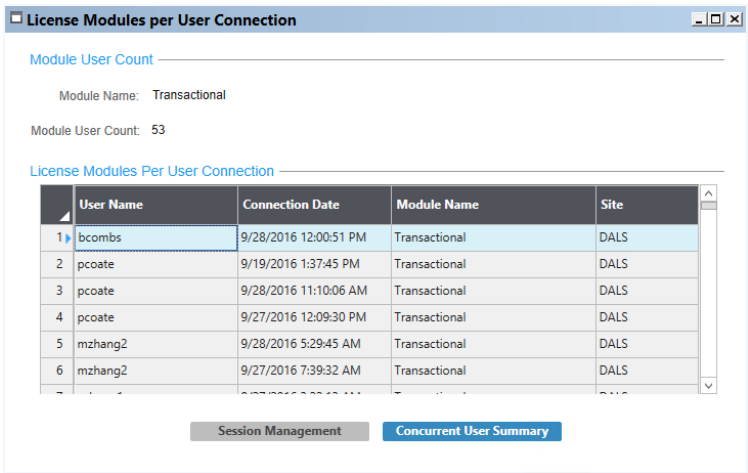 License Modules per User Connection
Module User Count
Module Name: Transactional
Module User Count: 53
License Modules Per User Connection
User Name Connection Date Module Name Site
1 bcombs 9/28/2016 12:00:51 PM Transactional DALS
2 pcoate 9/19/2016 1:37:45 PM Transactional DALS
3 pcoate 9/28/2016 11:10:06 AM Transactional DALS
4 pcoate 9/27/2016 12:09:30 PM Transactional DALS
5 mzhang2 9/28/2016 5:29:45 AM Transactional DALS
6 mzhang2 9/27/2016 7:39:32 AM Transactional DALS
Session Management Concurrent User Summary